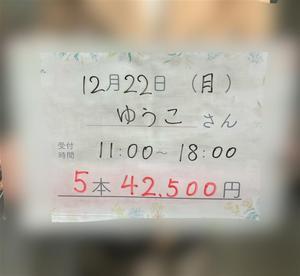 12月22日 (月)
ゆうこ さん
受付時間 11:00～18:00
5本 42,500円